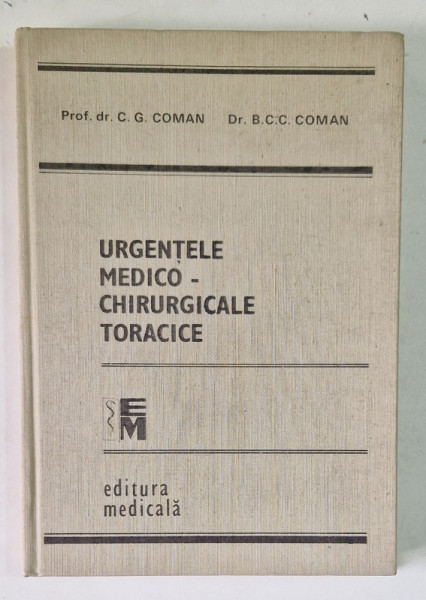 Prof. dr. C. G. COMAN Dr. B.C.C. COMAN
URGENȚELE
MEDICO -
CHIRURGICALE
TORACICE
EM
editura
medicală